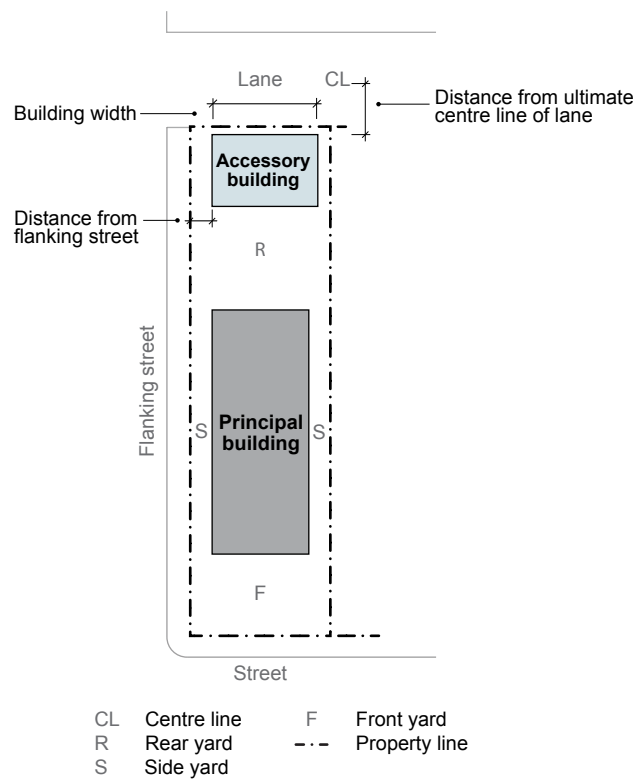 Lane
CL
Building width
Distance from ultimate
centre line of lane
Accessory
building
Distance from
flanking street
R
Flanking street
S
Principal
building
S
F
Street
CL Centre line
R Rear yard
S Side yard
F Front yard
Property line